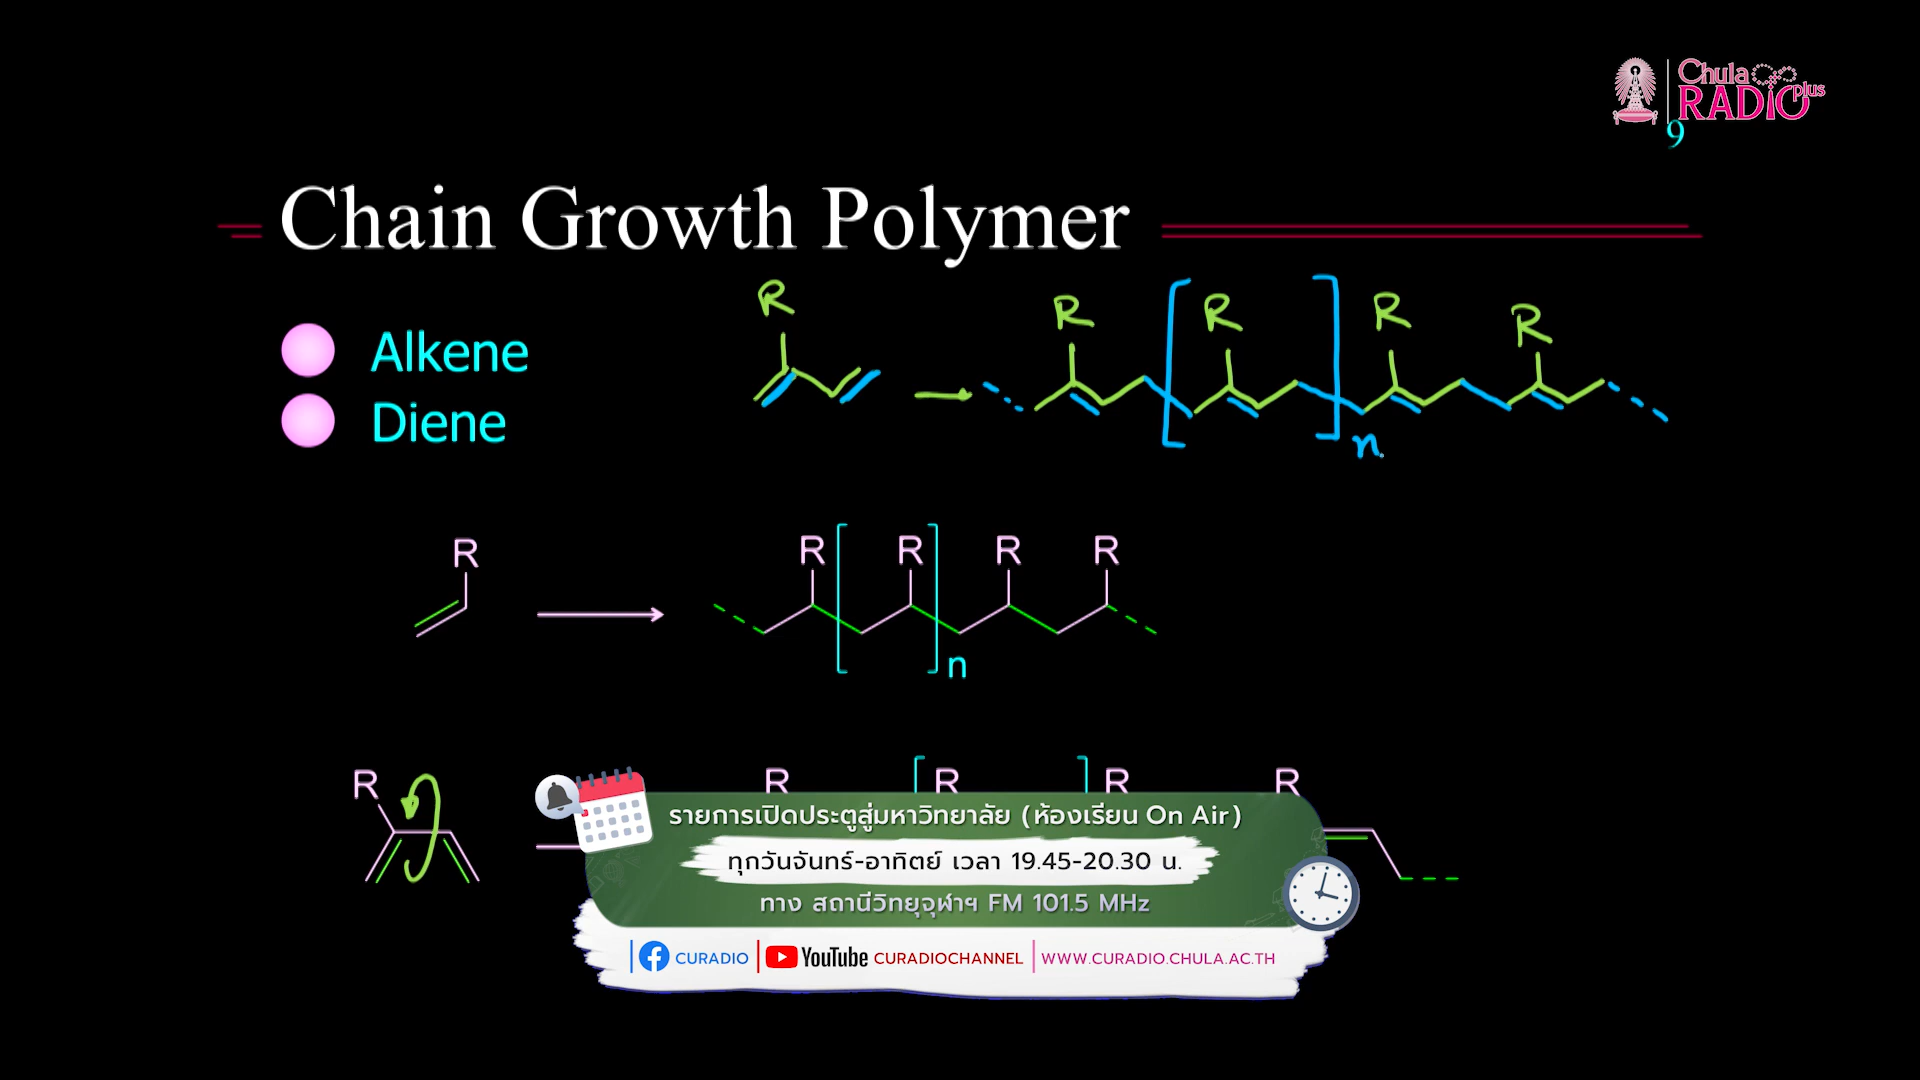 Chula
RADIO plus
9
Chain Growth Polymer
Alkene
Diene
R
R
R
R
R
n.
R
R
R
R
R
n
R
R
R
R
R
รายการเปิดประตูสู่มหาวิทยาลัย (ห้องเรียน On Air)
ทุกวันจันทร์-อาทิตย์ เวลา 19.45-20.30 น.
ทาง สถานีวิทยุจุฬาฯ FM 101.5 MHz
CURADIO YouTube CURADIOCHANNEL WWW.CURADIO.CHULA.AC.TH